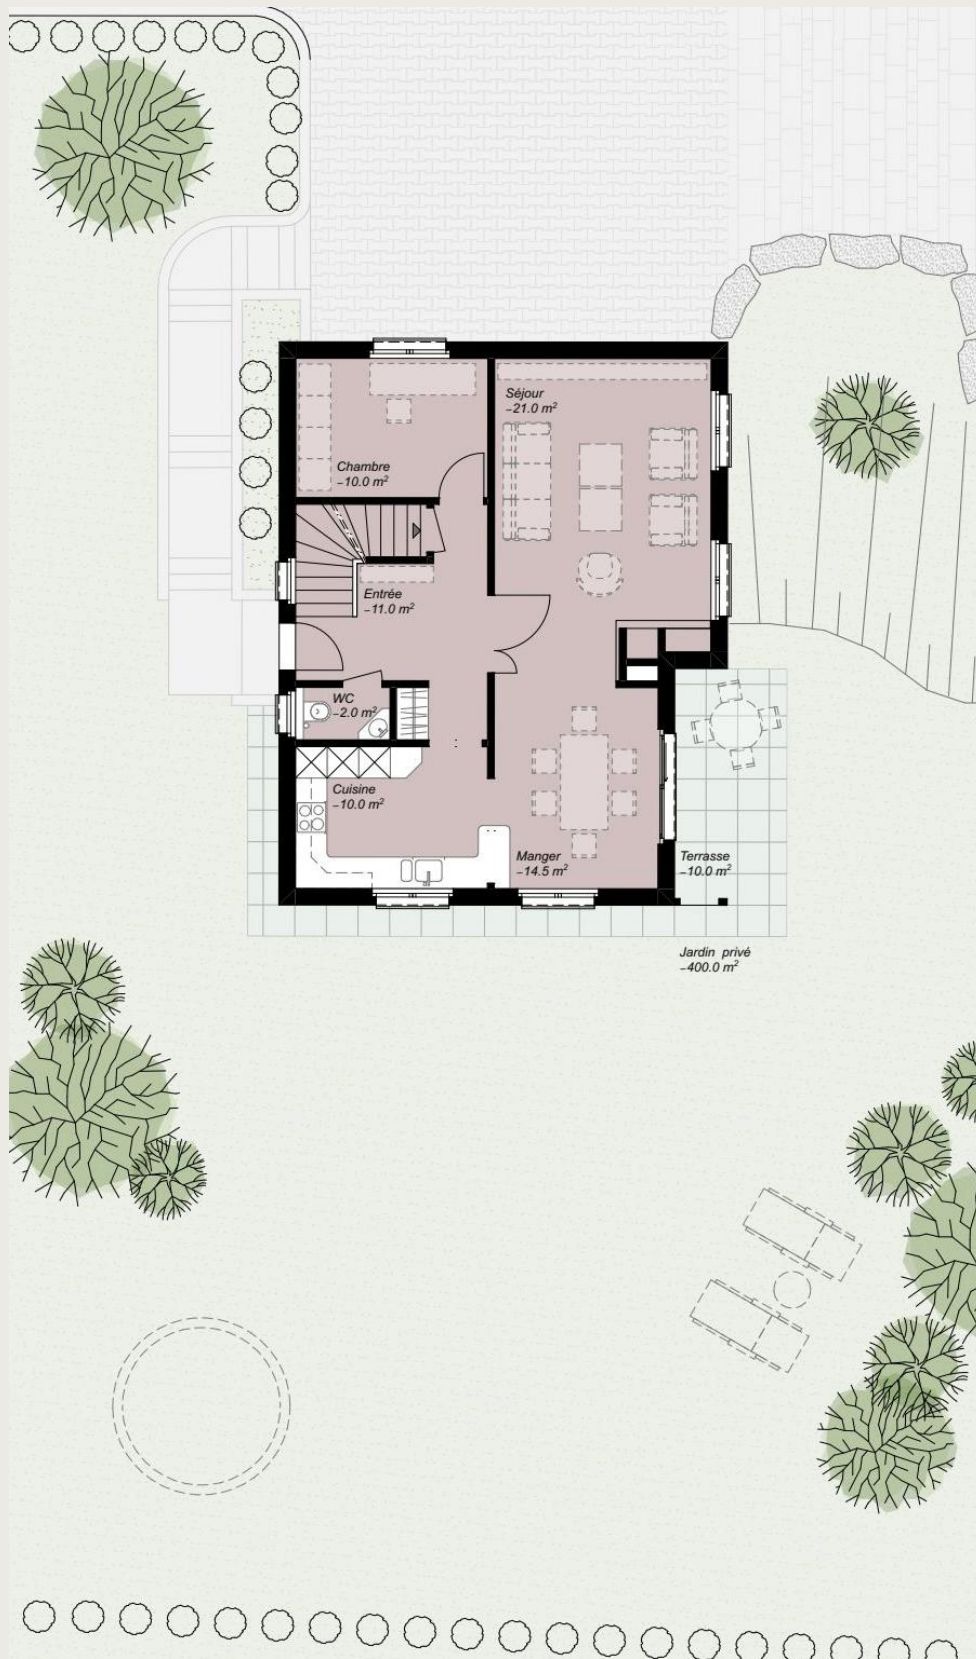 Séjour
~21.0 m²
Chambre
~10.0 m²
Entrée
~11.0 m²
WC
~2.0 m²
Cuisine
~10.0 m²
Manger
~14.5 m²
Terrasse
~10.0 m²
Jardin privé
~400.0 m²